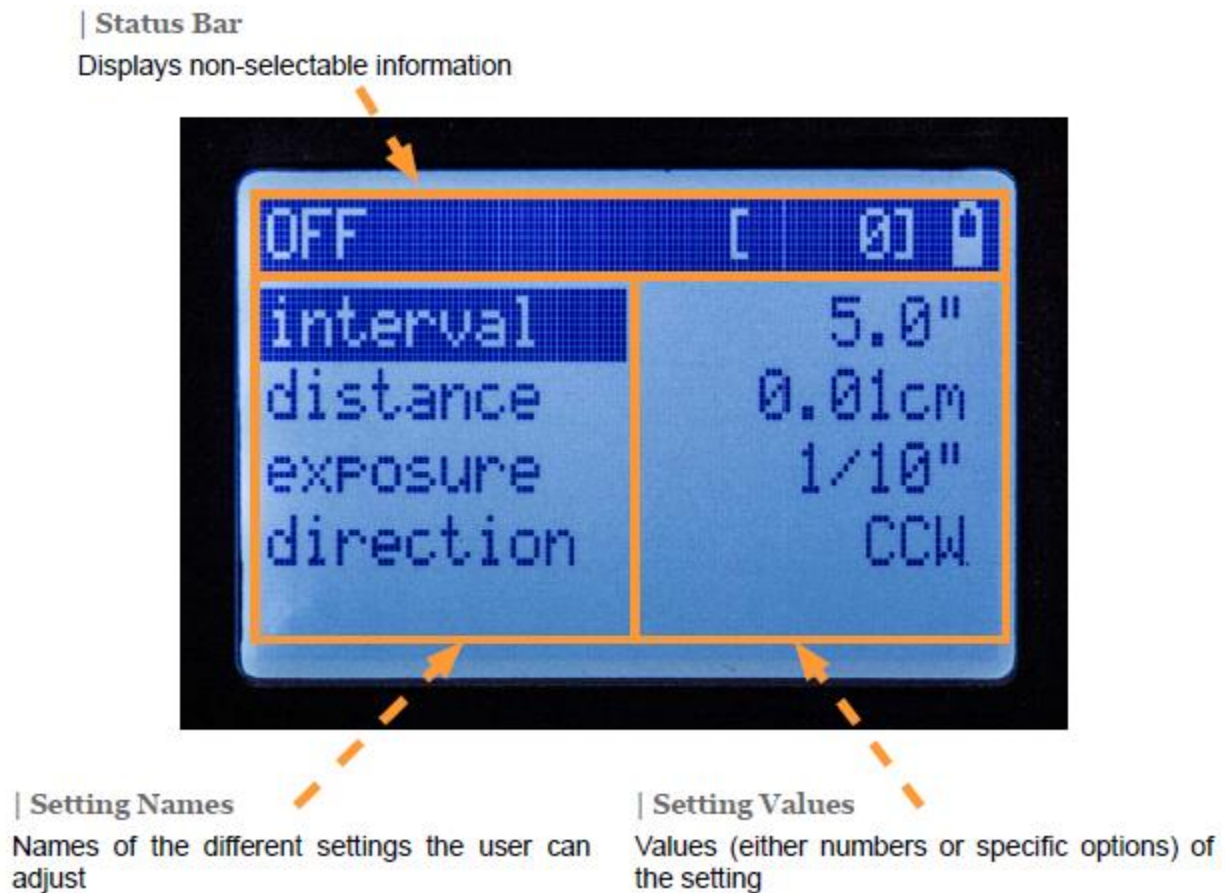 | Status Bar
Displays non-selectable information
OFF [ 0]
interval 5.0"
distance 0.01cm
exposure 1/10"
direction CCW
| Setting Names
Names of the different settings the user can
adjust
| Setting Values
Values (either numbers or specific options) of
the setting